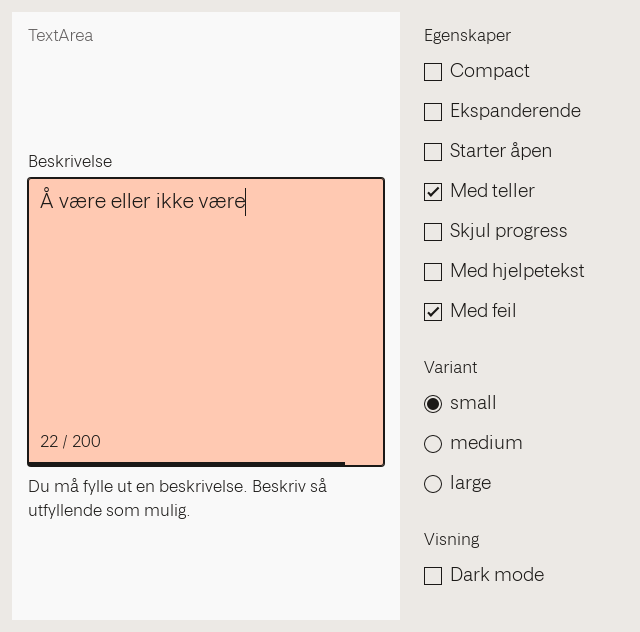 TextArea
Beskrivelse
Å være eller ikke være
22 / 200
Du må fylle ut en beskrivelse. Beskriv så
utfyllende som mulig.
Egenskaper
Compact
Ekspanderende
Starter åpen
Med teller
Skjul progress
Med hjelpetekst
Med feil
Variant
small
medium
large
Visning
Dark mode